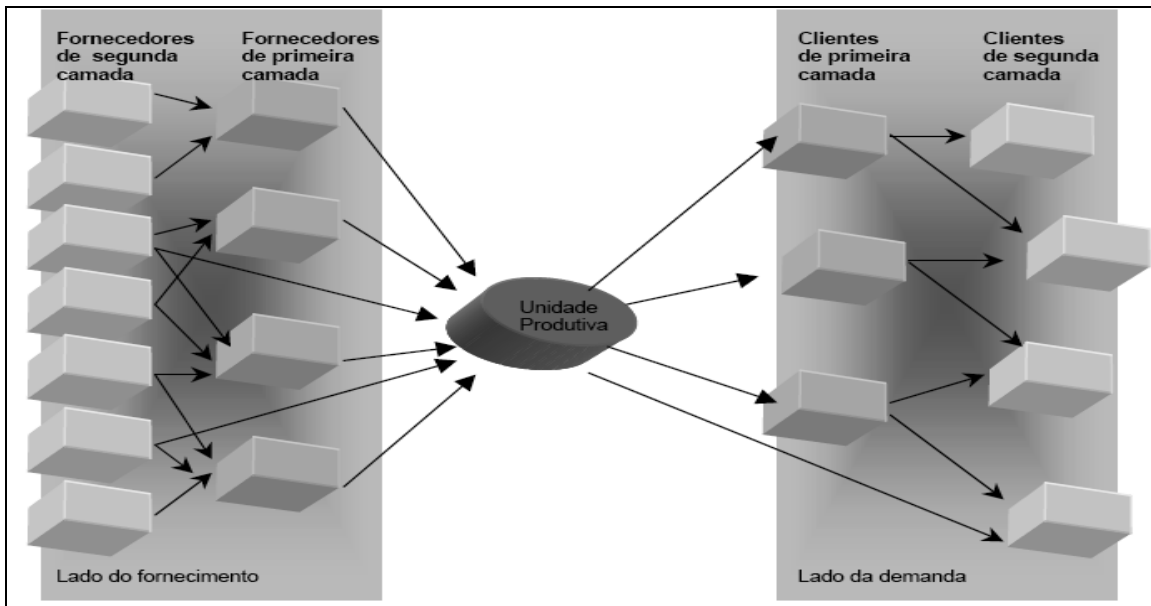 Fornecedores
de segunda
camada
Fornecedores
de primeira
camada
Clientes
de primeira
camada
Clientes
de segunda
camada
Unidade
Produtiva
Lado do fornecimento
Lado da demanda